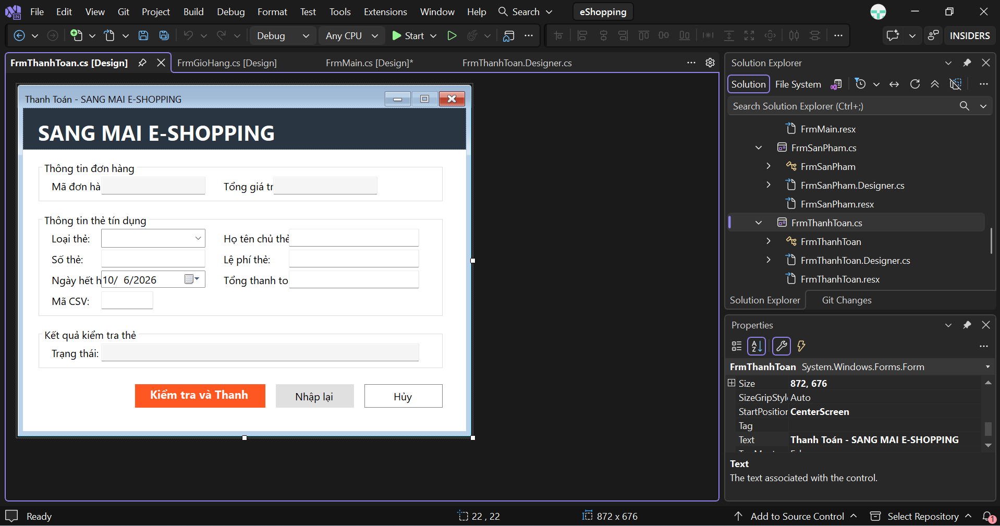 File Edit View Git Project Build Debug Format Test Tools Extensions Window Help Search eShopping
Debug Any CPU Start INSIDERS
FrmThanhToan.cs [Design] FrmGioHang.cs [Design] FrmMain.cs [Design]* FrmThanhToan.Designer.cs
Thanh Toán - SANG MAI E-SHOPPING
SANG MAI E-SHOPPING
Thông tin đơn hàng
Mã đơn hà Tổng giá tr
Thông tin thẻ tín dụng
Loại thẻ: Họ tên chủ thẻ
Số thẻ: Lệ phí thẻ:
Ngày hết h 10/ 6/2026 Tổng thanh to
Mã CSV:
Kết quả kiểm tra thẻ
Trạng thái:
Kiểm tra và Thanh Nhập lại Hủy
Solution Explorer
Solution File System
Search Solution Explorer (Ctrl+;)
FrmMain.resx
FrmSanPham.cs
FrmSanPham
FrmSanPham.Designer.cs
FrmSanPham.resx
FrmThanhToan.cs
FrmThanhToan
FrmThanhToan.Designer.cs
FrmThanhToan.resx
Solution Explorer Git Changes
Properties
FrmThanhToan System.Windows.Forms.Form
Size 872, 676
SizeGripStyl Auto
StartPosition CenterScreen
Tag
Text Thanh Toán - SANG MAI E-SHOPPING
Text
The text associated with the control.
Ready 22 , 22 872 x 676 Add to Source Control Select Repository 1